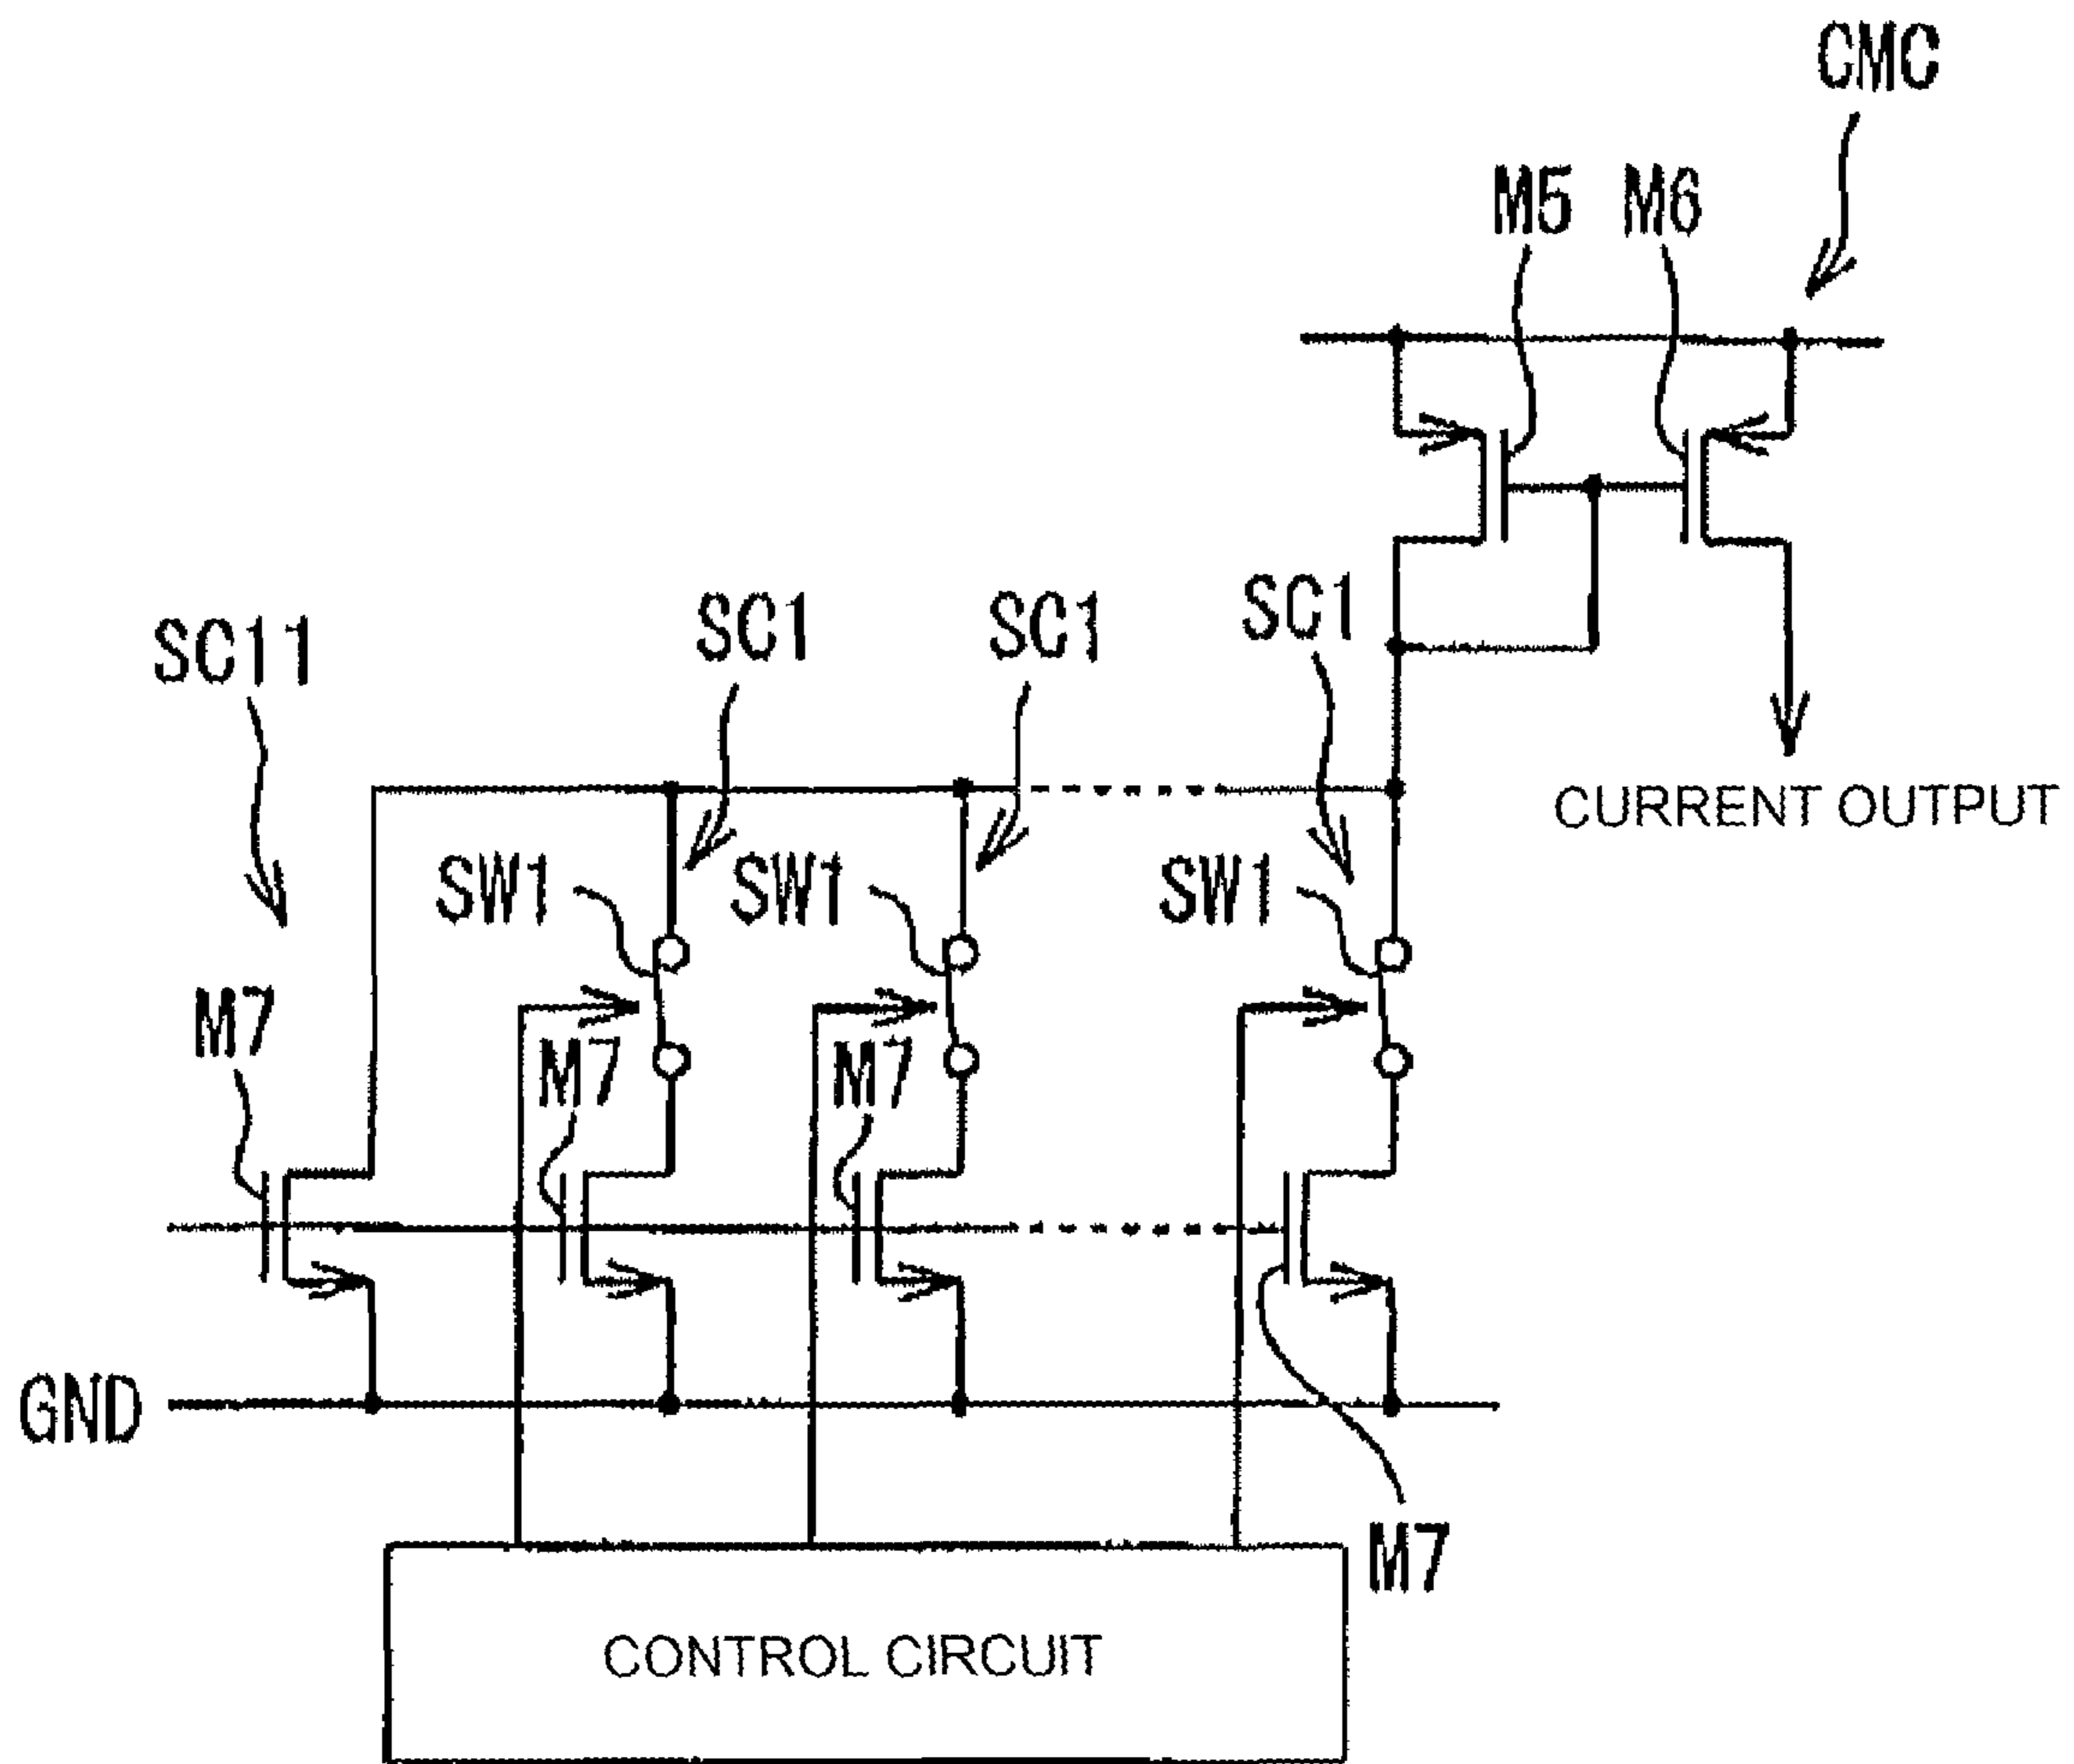 CMC
M5 M6
SC11 SC1 SC1 SC1
CURRENT OUTPUT
SW1 SW1 SW1
M7
M7 M7
GND
M7
CONTROL CIRCUIT